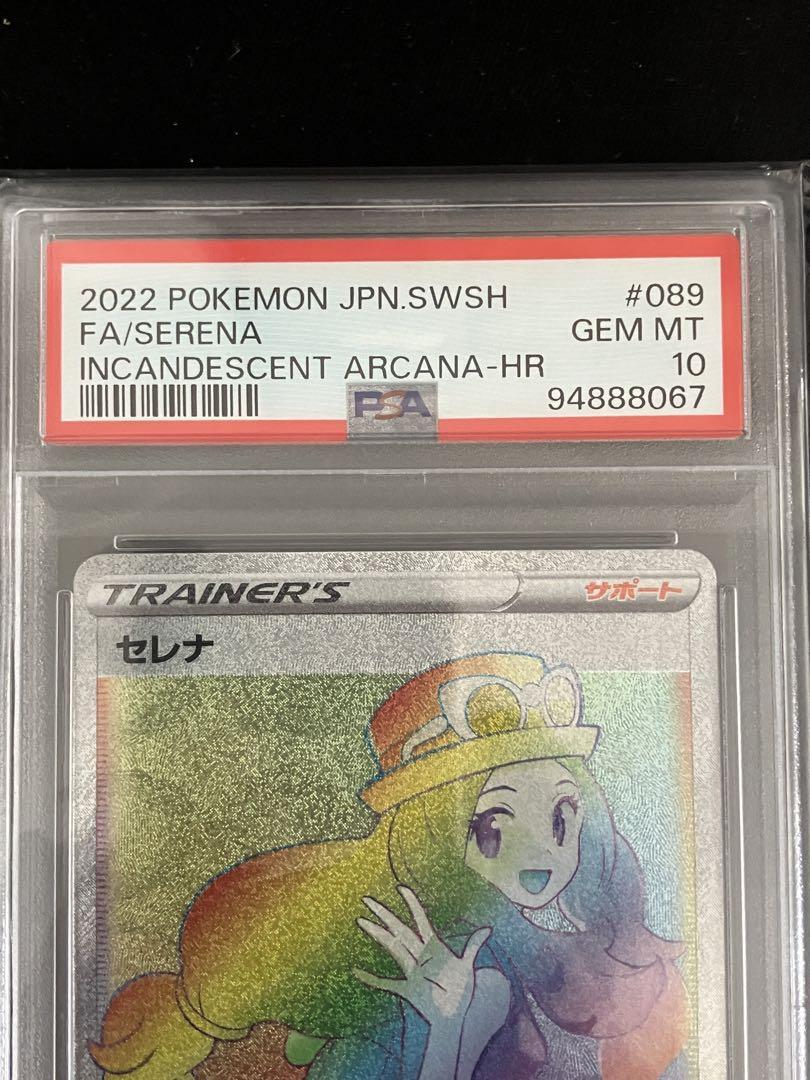 2022 POKEMON JPN.SWSH #089
FA/SERENA GEM MT
INCANDESCENT ARCANA-HR 10
PSA 94888067
TRAINER'S サポート
セレナ